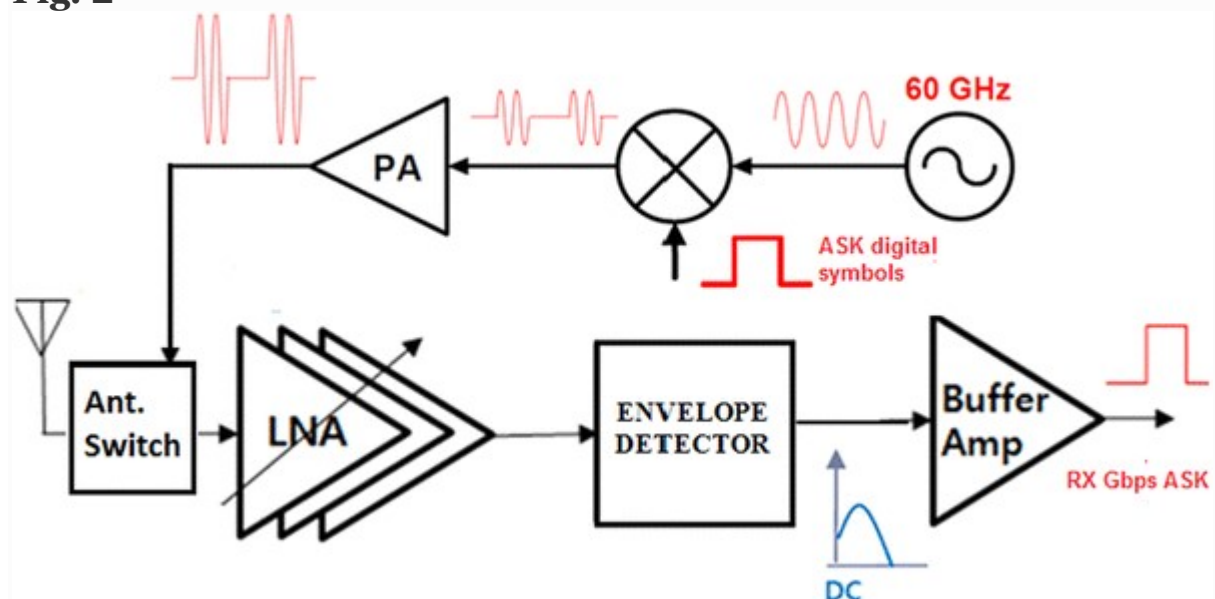 Fig. 2
60 GHz
PA
ASK digital
symbols
Ant.
Switch
LNA
ENVELOPE
DETECTOR
Buffer
Amp
RX Gbps ASK
DC